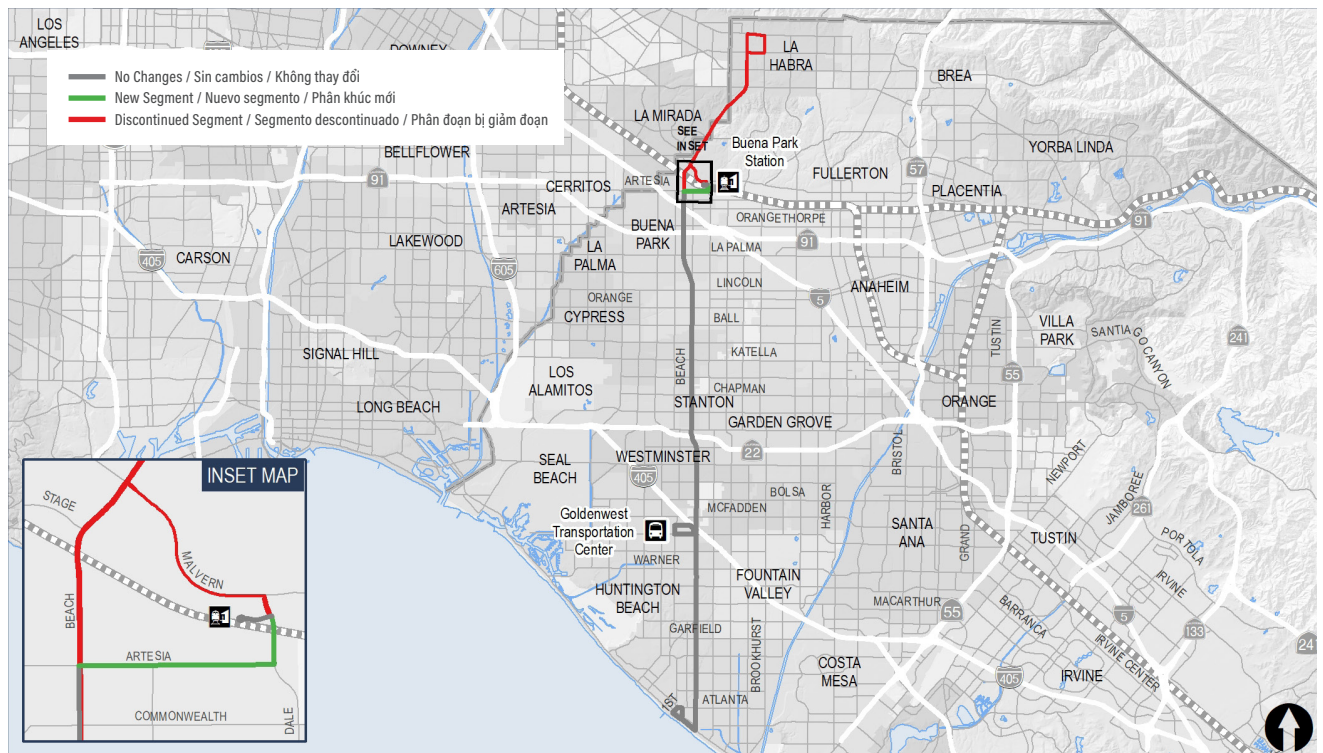 LOS
ANGELES
DOWNEY
No Changes / Sin cambios / Không thay đổi
New Segment / Nuevo segmento / Phân khúc mới
Discontinued Segment / Segmento descontinuado / Phân đoạn bị giảm đoạn
LA
HABRA
BREA
LA MIRADA
SEE
INSET
Buena Park
Station
BELLFLOWER
91
CERRITOS
ARTESIA
ARTESIA
FULLERTON
57
YORBA LINDA
PLACENTIA
91
ORANGETHORPE
BUENA
PARK
LA PALMA
91
LAKEWOOD
LA
PALMA
405
CARSON
605
LINCOLN
5
ANAHEIM
ORANGE
CYPRESS
BALL
VILLA
PARK
SANTIAGO CANYON
241
TUSTIN
SIGNAL HILL
KATELLA
BEACH
55
LOS
ALAMITOS
CHAPMAN
STANTON
ORANGE
LONG BEACH
GARDEN GROVE
22
BRISTOL
SEAL
BEACH
WESTMINSTER
405
NEWPORT
JAMBOREE
BOLSA
HARBOR
MCFADDEN
261
Goldenwest
Transportation
Center
SANTA
ANA
GRAND
TUSTIN
PORTOLA
WARNER
FOUNTAIN
VALLEY
IRVINE
HUNTINGTON
BEACH
MACARTHUR
55
BARRANCA
5
133
GARFIELD
IRVINE CENTER
241
BROOKHURST
COSTA
MESA
405
IRVINE
1ST
ATLANTA
INSET MAP
STAGE
MALVERN
BEACH
ARTESIA
COMMONWEALTH
DALE